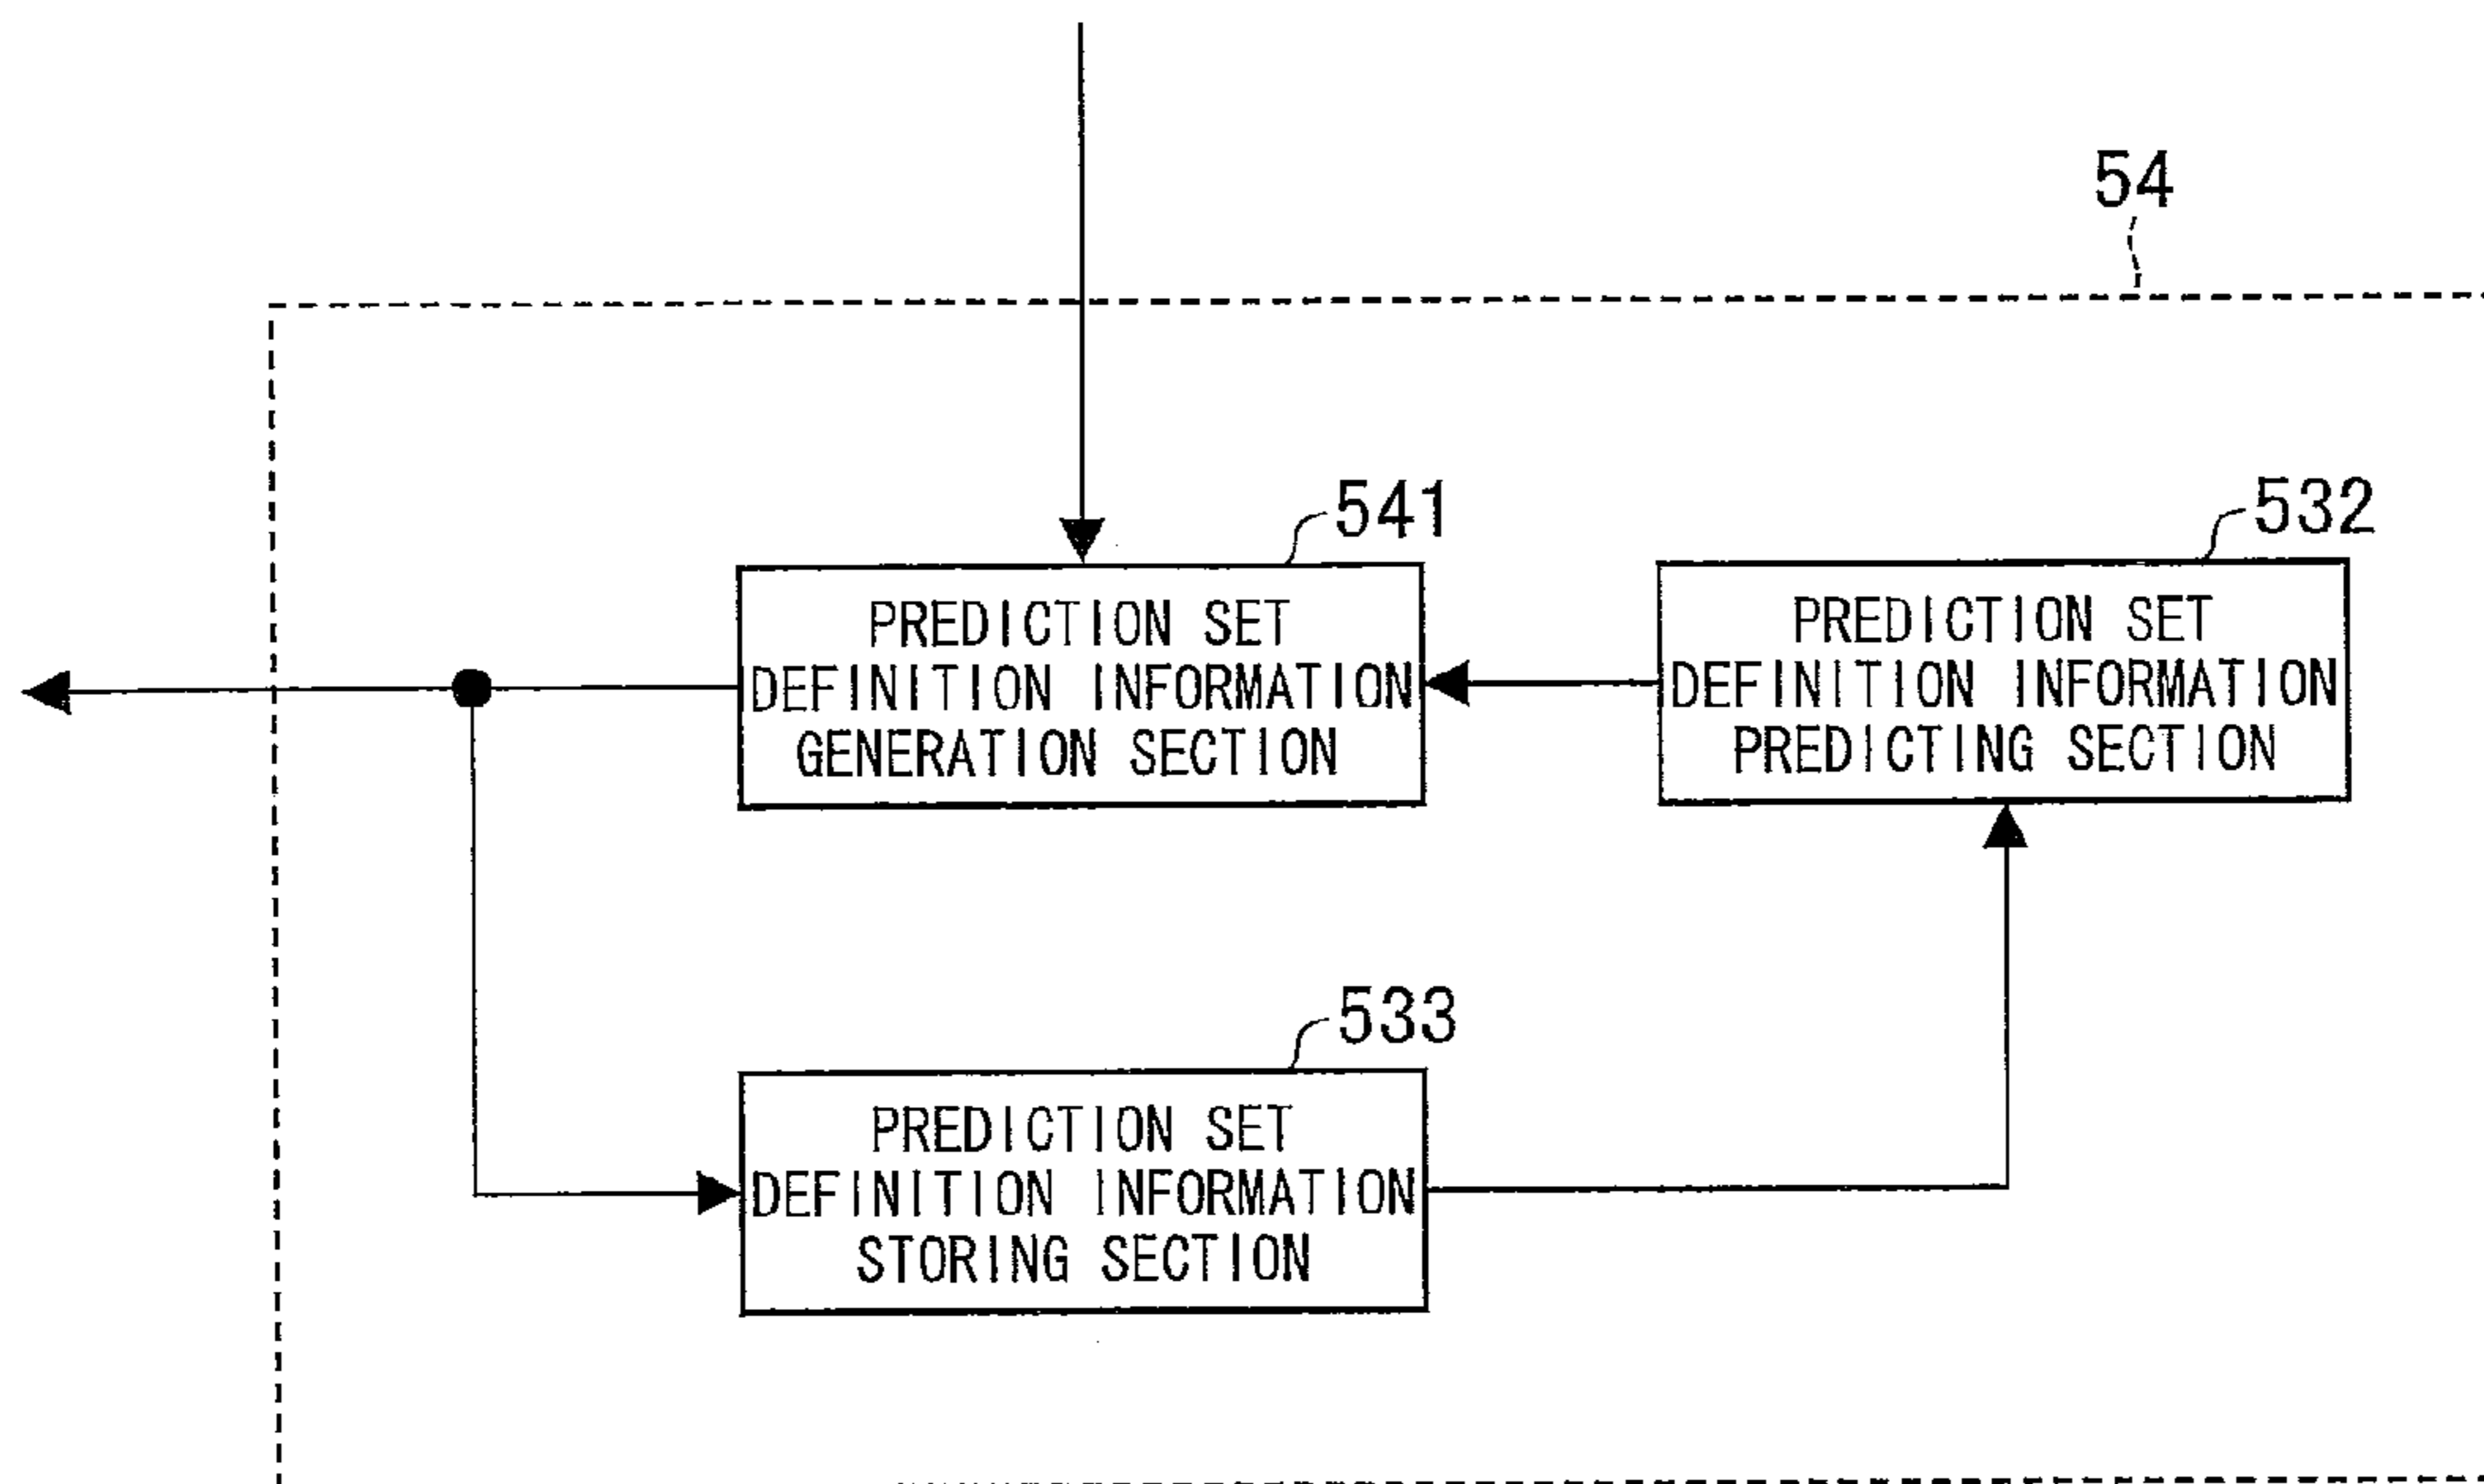 54
541
PREDICTION SET
DEFINITION INFORMATION
GENERATION SECTION
532
PREDICTION SET
DEFINITION INFORMATION
PREDICTING SECTION
533
PREDICTION SET
DEFINITION INFORMATION
STORING SECTION